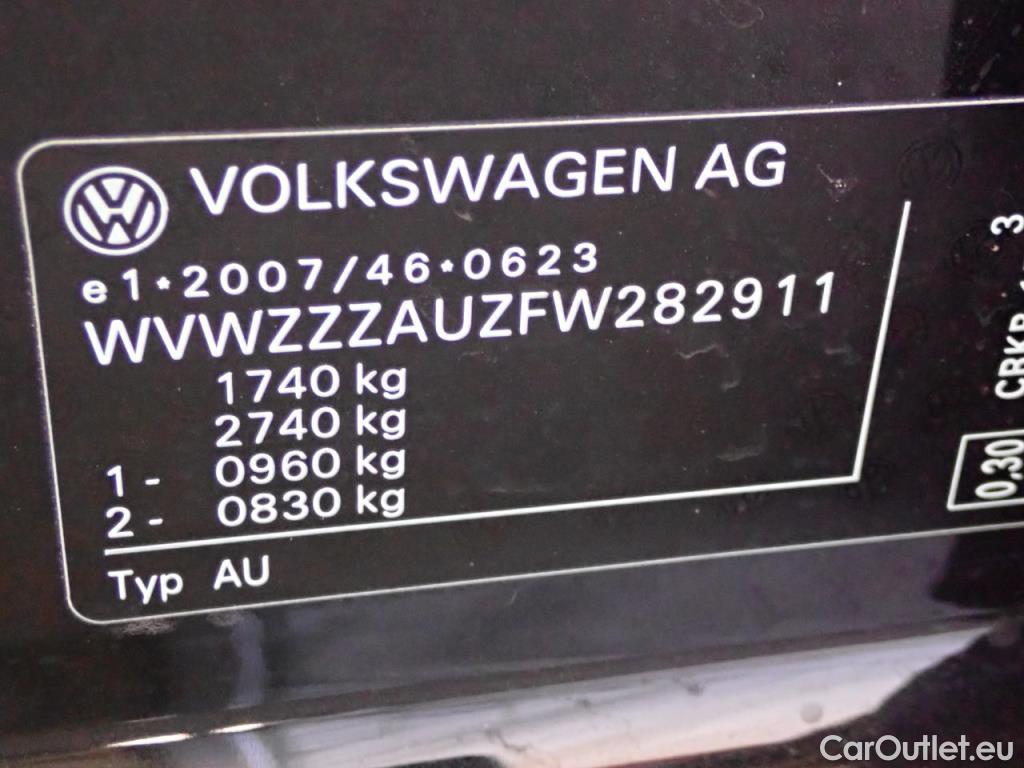 VOLKSWAGEN AG
e1*2007/46*0623
WVWZZZAUZFW282911
1740 kg
2740 kg
1 - 0960 kg
2 - 0830 kg
Typ AU
3
0,30
CarOutlet.eu